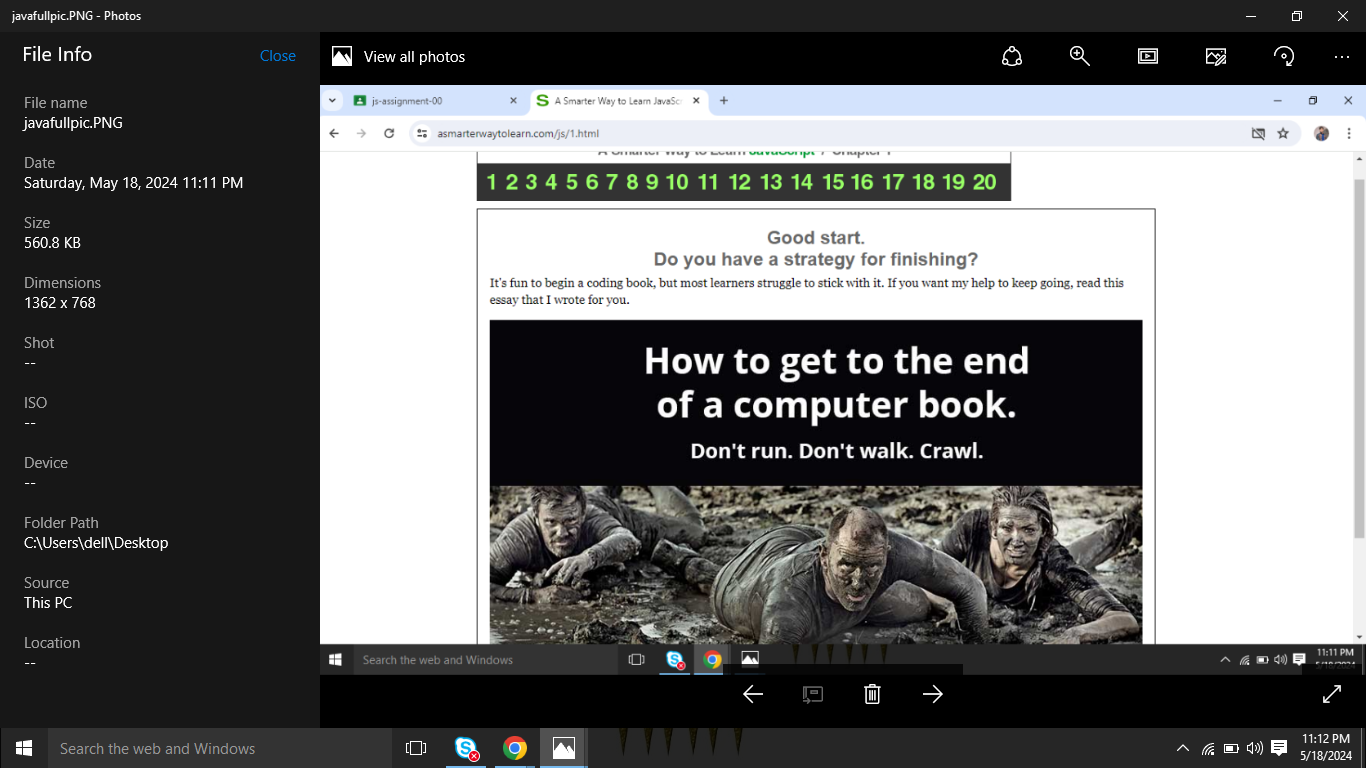 javafullpic.PNG - Photos
File Info
Close
File name
javafullpic.PNG
Date
Saturday, May 18, 2024 11:11 PM
Size
560.8 KB
Dimensions
1362 x 768
Shot
--
ISO
--
Device
--
Folder Path
C:\Users\dell\Desktop
Source
This PC
Location
--
View all photos
js-assignment-00
A Smarter Way to Learn JavaSc
asmarterwaytolearn.com/js/1.html
A Smarter Way to Learn JavaScript / Chapter 1
1 2 3 4 5 6 7 8 9 10 11 12 13 14 15 16 17 18 19 20
Good start.
Do you have a strategy for finishing?
It's fun to begin a coding book, but most learners struggle to stick with it. If you want my help to keep going, read this
essay that I wrote for you.
How to get to the end
of a computer book.
Don't run. Don't walk. Crawl.
Search the web and Windows
11:11 PM
5/18/2024
Search the web and Windows
11:12 PM
5/18/2024